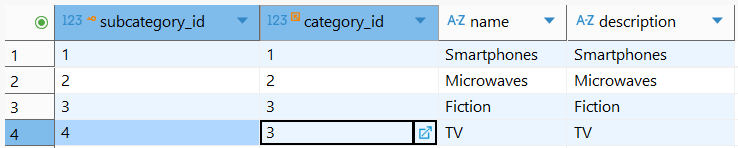 123 subcategory_id 123 category_id A-Z name A-Z description
1 1 1 Smartphones Smartphones
2 2 2 Microwaves Microwaves
3 3 3 Fiction Fiction
4 4 3 TV TV